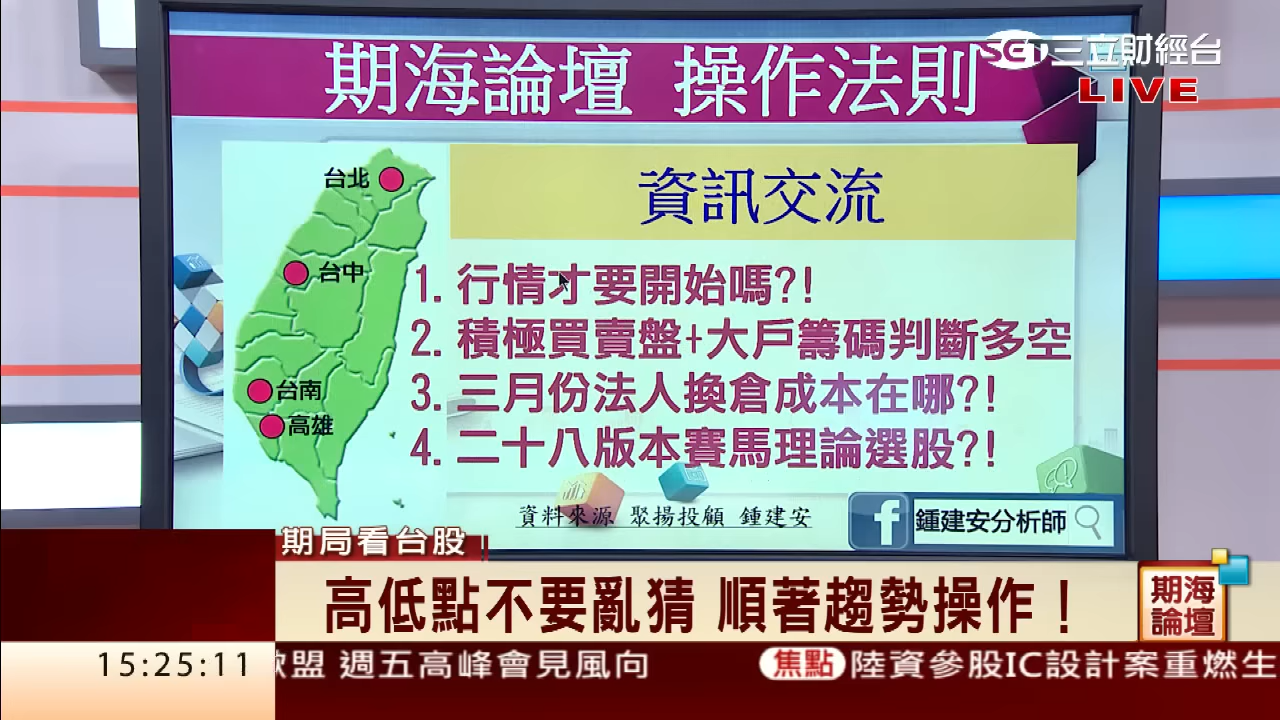 期海論壇 操作法則
SET 三立財經台
LIVE
資訊交流
台北
台中
台南
高雄
1. 行情才要開始嗎?!
2. 積極買賣盤+大戶籌碼判斷多空
3. 三月份法人換倉成本在哪?!
4. 二十八版本賽馬理論選股?!
資料來源 聚揚投顧 鍾建安
f 鍾建安分析師
期局看台股
高低點不要亂猜 順著趨勢操作！
期海
論壇
15:25:11
歐盟 週五高峰會見風向 焦點 陸資參股IC設計案重燃生